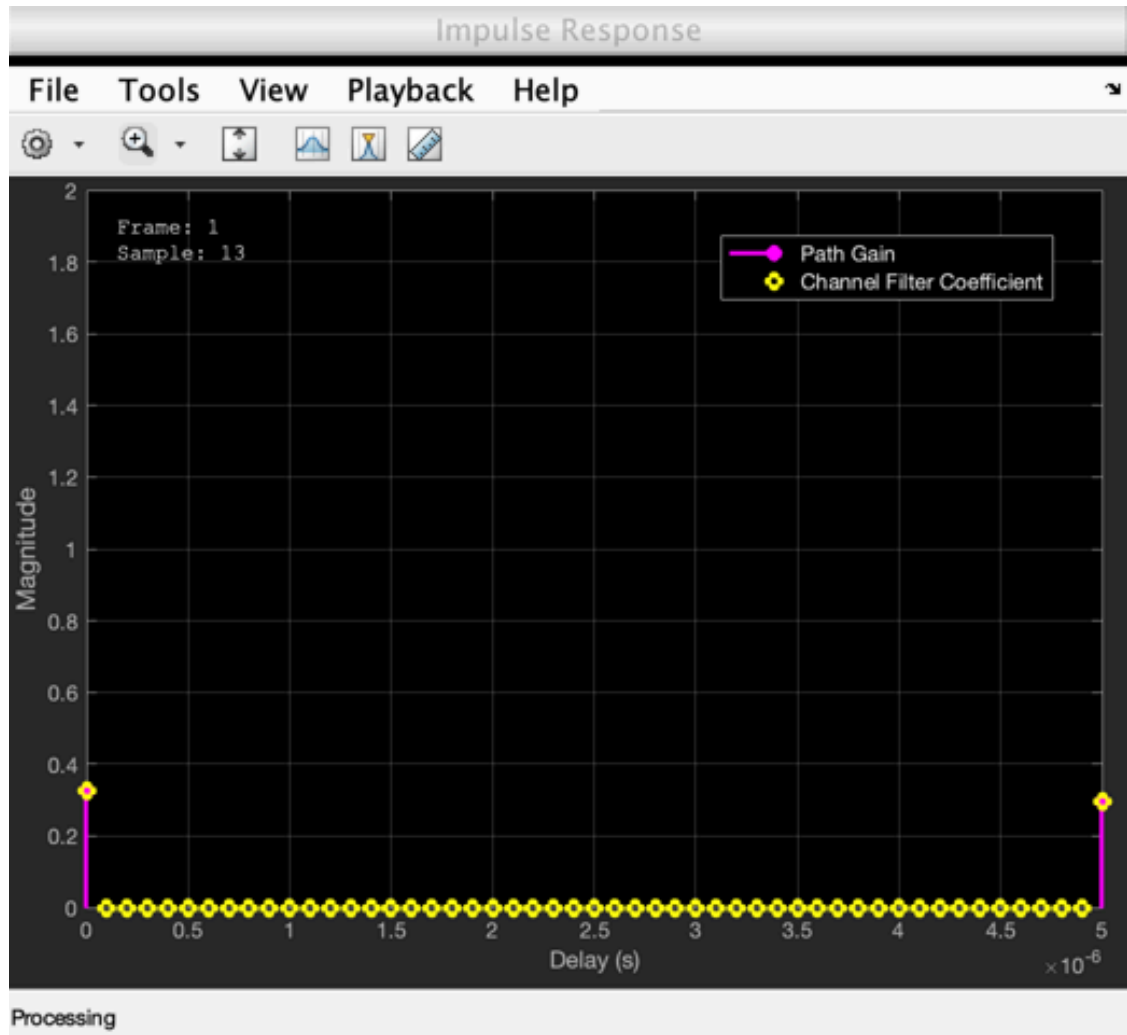 Impulse Response
File Tools View Playback Help
2
Frame: 1
Sample: 13
Path Gain
Channel Filter Coefficient
1.8
1.6
1.4
1.2
1
0.8
0.6
0.4
0.2
0
Magnitude
0 0.5 1 1.5 2 2.5 3 3.5 4 4.5 5
Delay (s)
×10⁻⁶
Processing